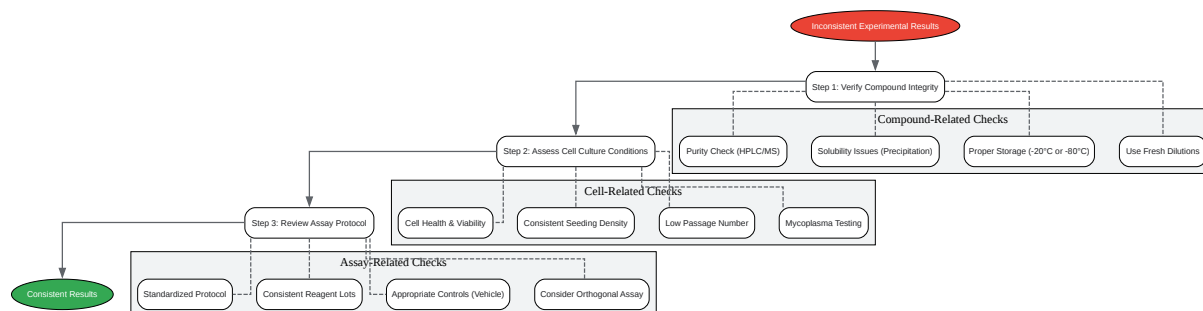 Inconsistent Experimental Results
Step 1: Verify Compound Integrity
Compound-Related Checks
Purity Check (HPLC/MS)
Solubility Issues (Precipitation)
Proper Storage (-20°C or -80°C)
Use Fresh Dilutions
Step 2: Assess Cell Culture Conditions
Cell-Related Checks
Cell Health & Viability
Consistent Seeding Density
Low Passage Number
Mycoplasma Testing
Step 3: Review Assay Protocol
Assay-Related Checks
Standardized Protocol
Consistent Reagent Lots
Appropriate Controls (Vehicle)
Consider Orthogonal Assay
Consistent Results